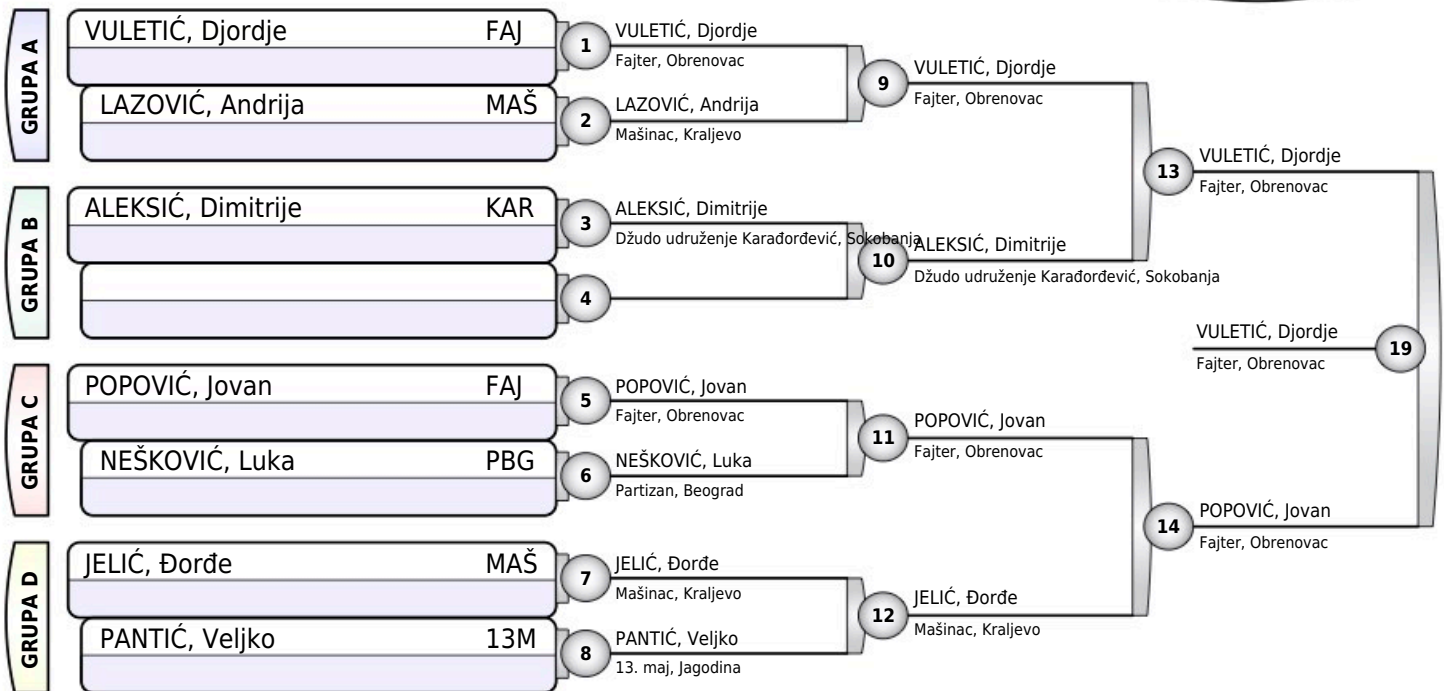 GRUPA A
VULETIĆ, Djordje FAJ
LAZOVIĆ, Andrija MAŠ
GRUPA B
ALEKSIĆ, Dimitrije KAR
GRUPA C
POPOVIĆ, Jovan FAJ
NEŠKOVIĆ, Luka PBG
GRUPA D
JELIĆ, Đorđe MAŠ
PANTIĆ, Veljko 13M
1 VULETIĆ, Djordje
Fajter, Obrenovac
2 LAZOVIĆ, Andrija
Mašinac, Kraljevo
3 ALEKSIĆ, Dimitrije
Džudo udruženje Karađorđević, Sokobanja
4
5 POPOVIĆ, Jovan
Fajter, Obrenovac
6 NEŠKOVIĆ, Luka
Partizan, Beograd
7 JELIĆ, Đorđe
Mašinac, Kraljevo
8 PANTIĆ, Veljko
13. maj, Jagodina
9 VULETIĆ, Djordje
Fajter, Obrenovac
10 ALEKSIĆ, Dimitrije
Džudo udruženje Karađorđević, Sokobanja
11 POPOVIĆ, Jovan
Fajter, Obrenovac
12 JELIĆ, Đorđe
Mašinac, Kraljevo
13 VULETIĆ, Djordje
Fajter, Obrenovac
14 POPOVIĆ, Jovan
Fajter, Obrenovac
VULETIĆ, Djordje
Fajter, Obrenovac
19